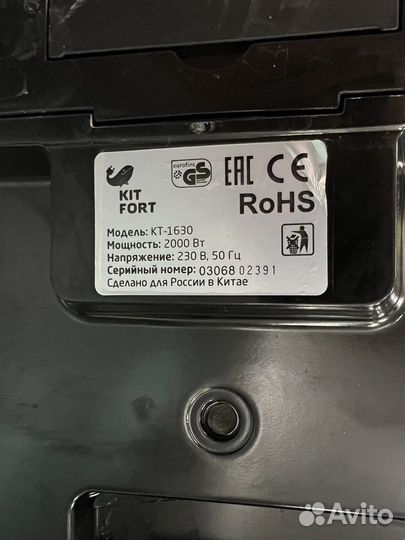 eurofins
GS
EAC CE
KIT
FORT
RoHS
Модель: KT-1630
Мощность: 2000 Вт
Напряжение: 230 В, 50 Гц
Серийный номер: 03068 02391
Сделано для России в Китае
Avito